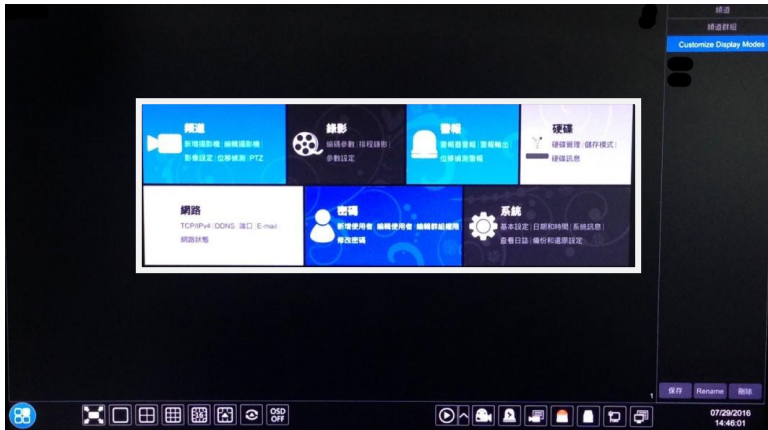 頻道
頻道群組
Customize Display Modes
頻道
新增攝影機 | 編輯攝影機 |
影像設定 | 位移偵測 | PTZ
錄影
編碼參數 | 排程錄影 |
參數設定
警報
警報器警報 | 警報輸出
位移偵測警報
硬碟
硬碟管理 | 儲存模式 |
硬碟訊息
網路
TCP/IPv4 | DDNS 端口 | E-mail
網路狀態
密碼
新增使用者 | 編輯使用者 | 編輯群組權限
修改密碼
系統
基本設定 | 日期和時間 | 系統訊息 |
查看日誌 | 備份和還原設定
1
保存 Rename 刪除
OSD
OFF
07/29/2016
14:46:01